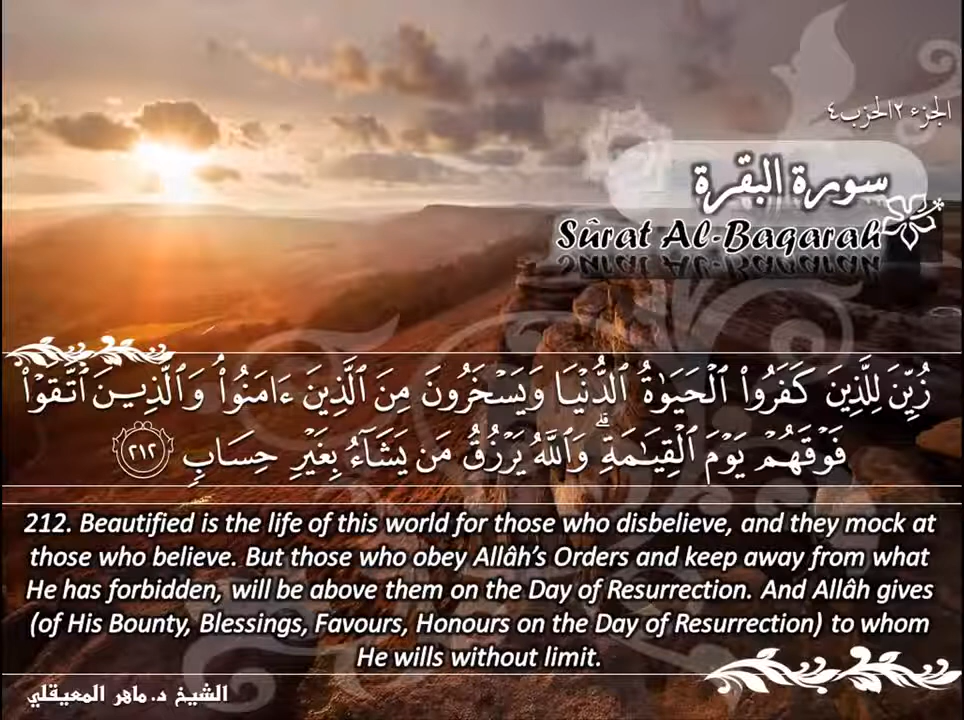 الجزء ٢ الحزب ٤
سورة البقرة
Sûrat Al-Baqarah
زُيِّنَ لِلَّذِينَ كَفَرُوا۟ ٱلْحَيَوٰةُ ٱلدُّنْيَا وَيَسْخَرُونَ مِنَ ٱلَّذِينَ ءَامَنُوا۟ ۘ وَٱلَّذِينَ ٱتَّقَوْا۟
فَوْقَهُمْ يَوْمَ ٱلْقِيَٰمَةِ ۗ وَٱللَّهُ يَرْزُقُ مَن يَشَآءُ بِغَيْرِ حِسَابٍ ٢١٢
212. Beautified is the life of this world for those who disbelieve, and they mock at
those who believe. But those who obey Allâh’s Orders and keep away from what
He has forbidden, will be above them on the Day of Resurrection. And Allâh gives
(of His Bounty, Blessings, Favours, Honours on the Day of Resurrection) to whom
He wills without limit.
الشيخ د. ماهر المعيقلي